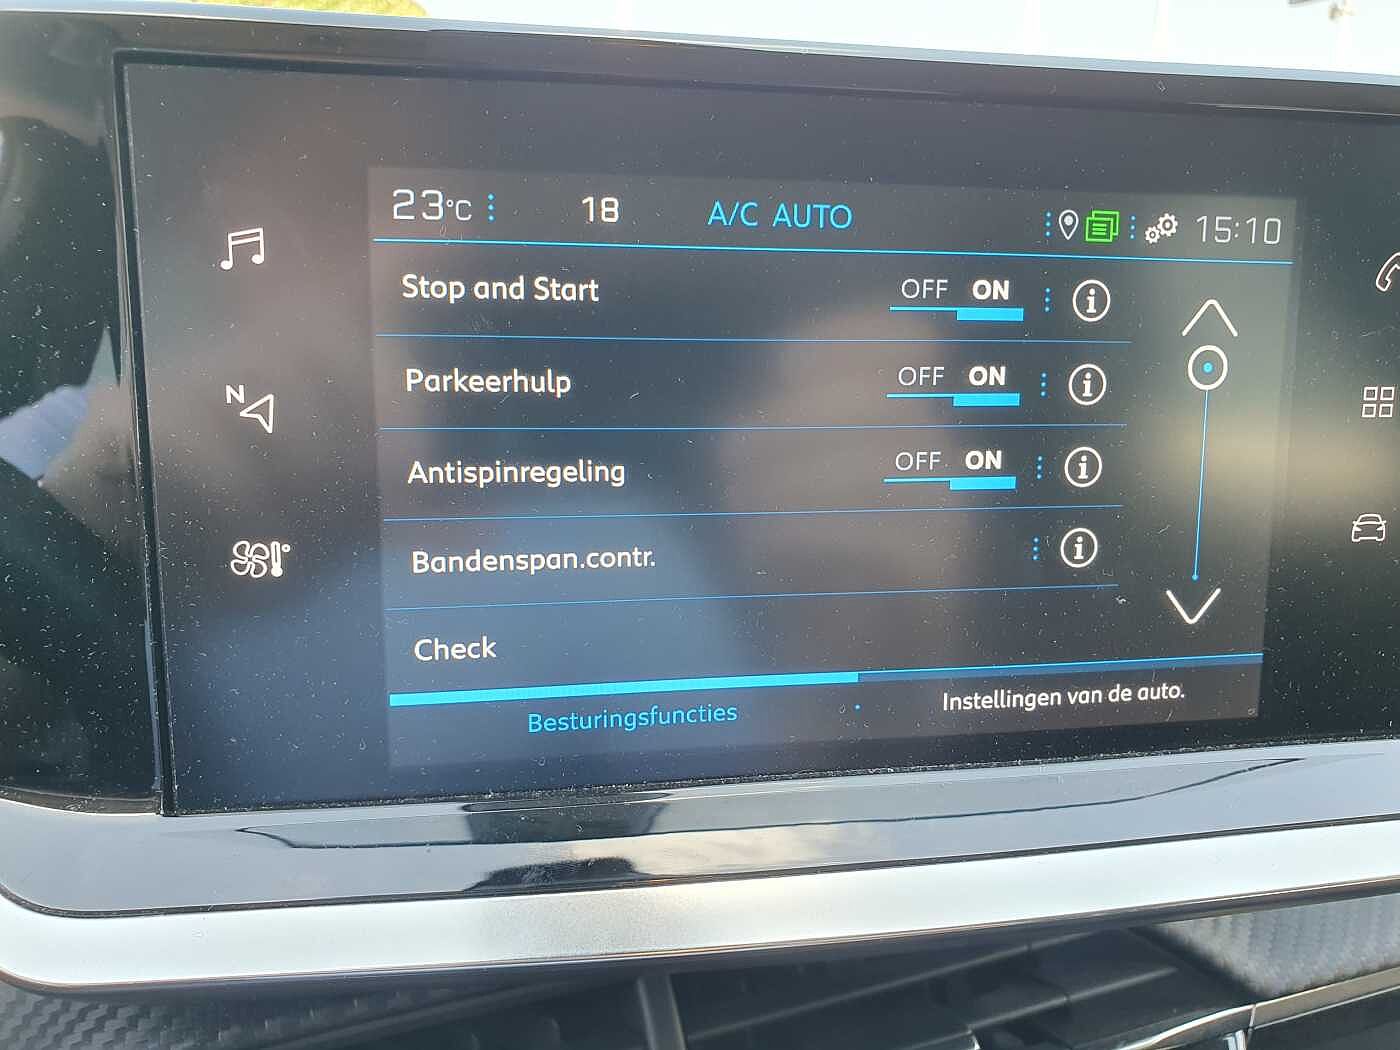 23°C 18 A/C AUTO 15:10
Stop and Start OFF ON i
Parkeerhulp OFF ON i
N
Antispinregeling OFF ON i
Bandenspan.contr. i
Check
Besturingsfuncties Instellingen van de auto.